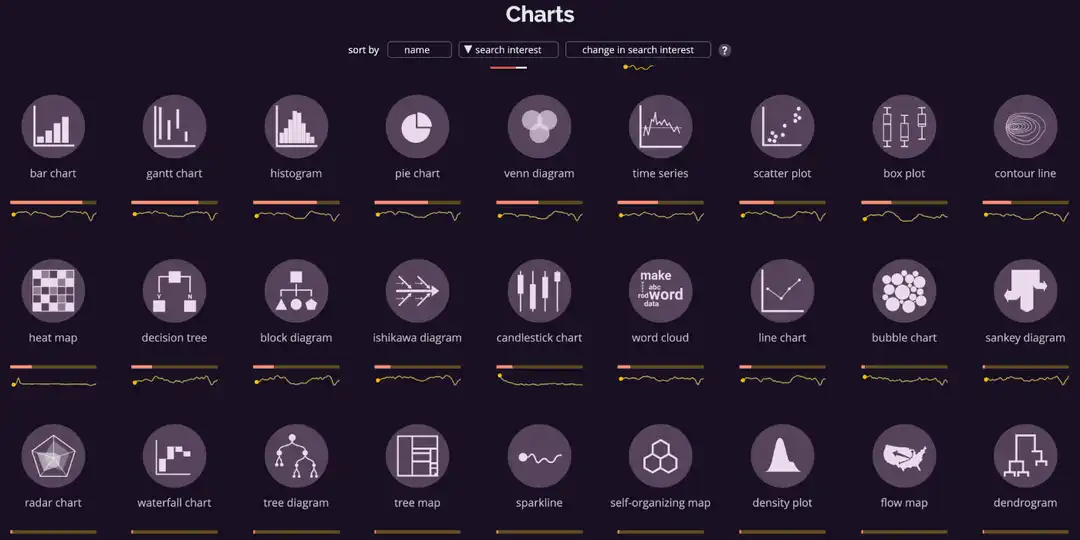 Charts
sort by name ▼ search interest change in search interest ?
bar chart gantt chart histogram pie chart venn diagram time series scatter plot box plot contour line
Y N
make
abc
rod word
data
heat map decision tree block diagram ishikawa diagram candlestick chart word cloud line chart bubble chart sankey diagram
radar chart waterfall chart tree diagram tree map sparkline self-organizing map density plot flow map dendrogram